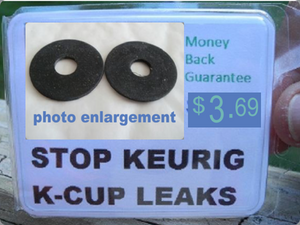 Money
Back
Guarantee
$3.69
photo enlargement
STOP KEURIG
K-CUP LEAKS